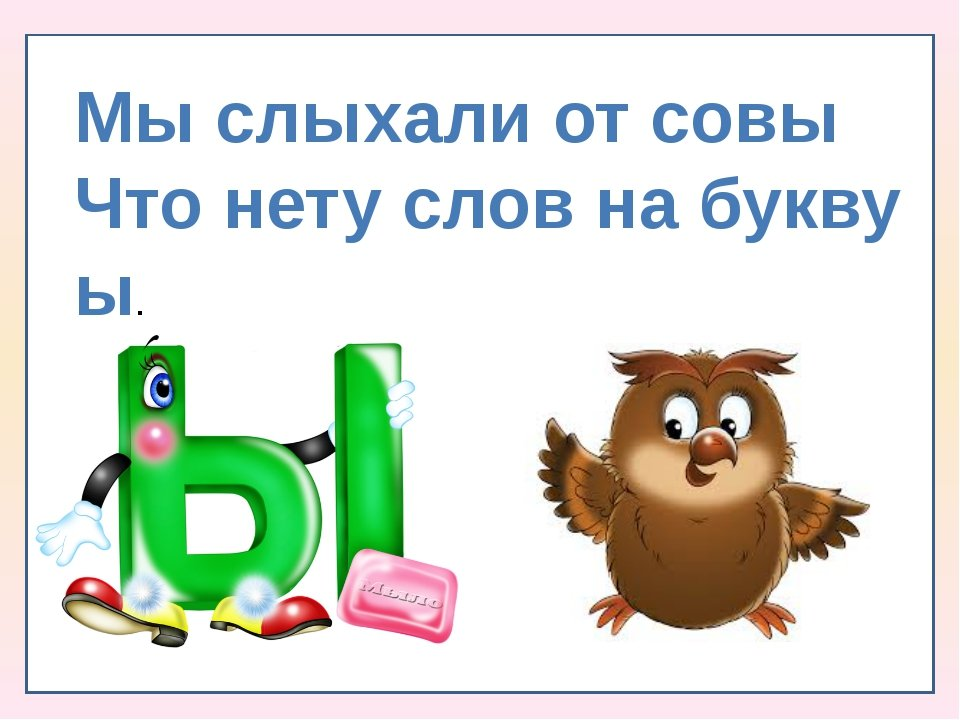 Мы слыхали от совы
Что нету слов на букву
ы.
Ы
Мыло